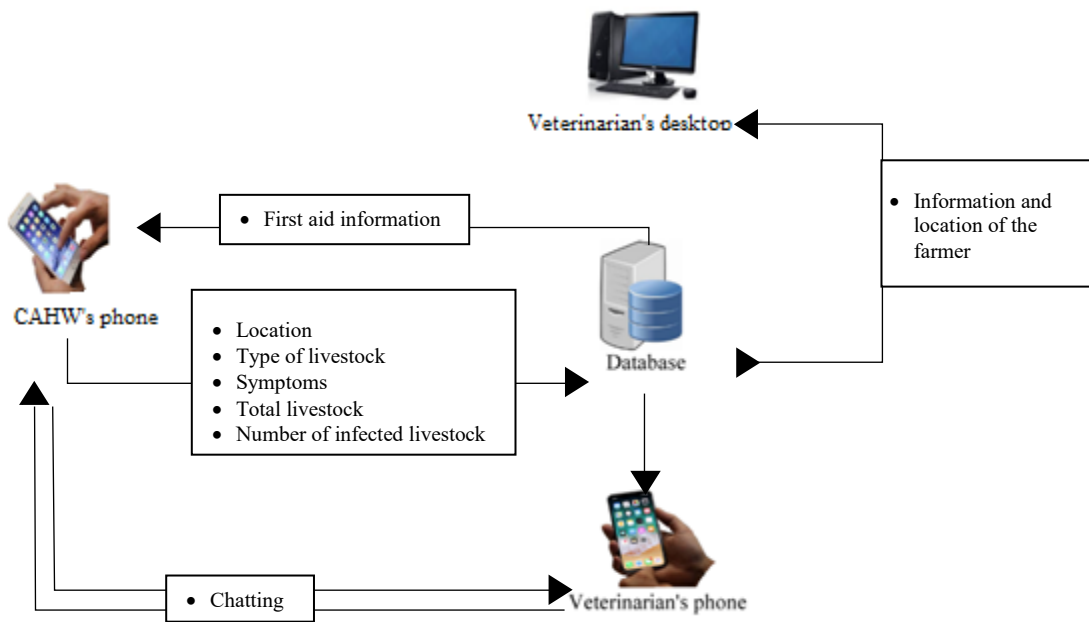 Veterinarian's desktop
• Information and
location of the
farmer
• First aid information
CAHW's phone
• Location
• Type of livestock
• Symptoms
• Total livestock
• Number of infected livestock
Database
• Chatting
Veterinarian's phone